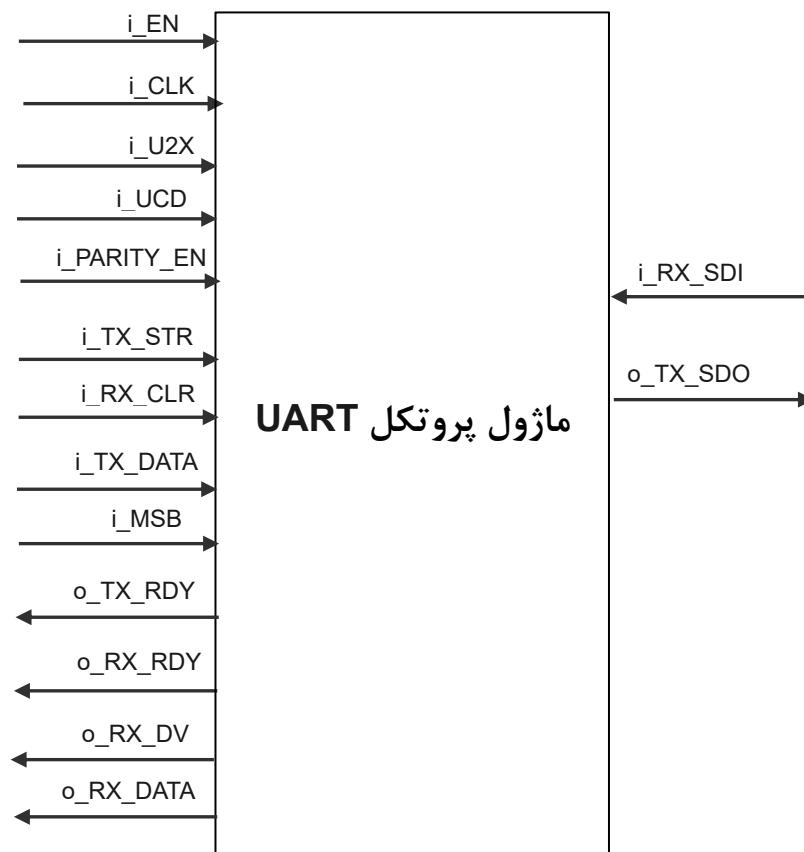 i_EN
i_CLK
i_U2X
i_UCD
i_PARITY_EN
i_TX_STR
i_RX_CLR
i_TX_DATA
i_MSB
o_TX_RDY
o_RX_RDY
o_RX_DV
o_RX_DATA
ماژول پروتکل UART
i_RX_SDI
o_TX_SDO